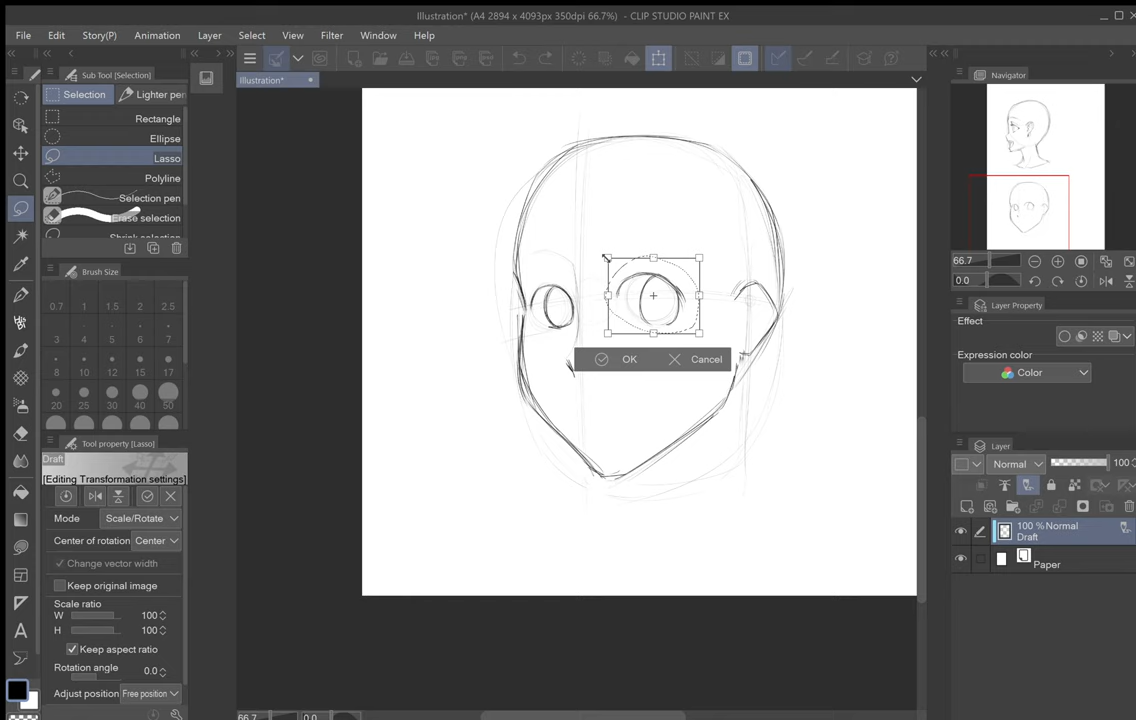 Illustration* (A4 2894 x 4093px 350dpi 66.7%) - CLIP STUDIO PAINT EX
File Edit Story(P) Animation Layer Select View Filter Window Help
Sub Tool [Selection]
Selection
Lighter pen
Rectangle
Ellipse
Lasso
Polyline
Selection pen
Erase selection
Shrink selection
Brush Size
0.7 1 1.5 2 2.5
3 4 5 6 7
8 10 12 13 15
17 20 25 30
20 25 30 40 50
Tool property [Lasso]
Draft
[Editing Transformation settings]
Mode Scale/Rotate
Center of rotation Center
Change vector width
Keep original image
Scale ratio
W 100
H 100
Keep aspect ratio
Rotation angle 0.0
Adjust position Free position
Illustration*
OK Cancel
66.7 0.0
Navigator
66.7
0.0
Layer Property
Effect
Expression color
Color
Layer
Normal 100
100 % Normal
Draft
Paper